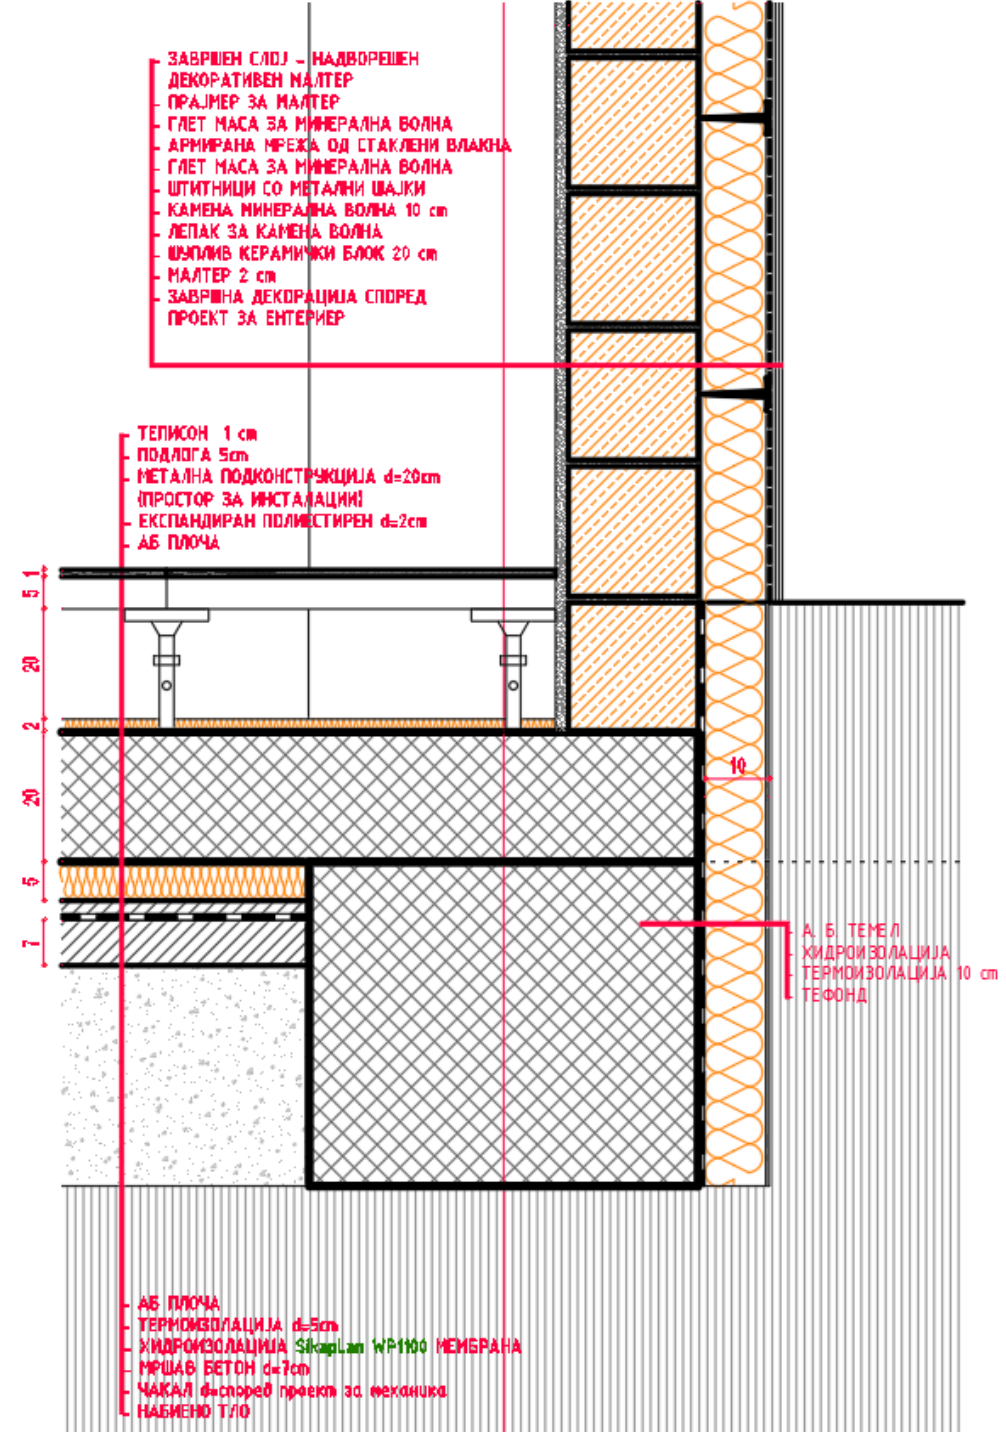 ЗАВРШЕН СЛОЈ - НАДВОРЕШЕН
ДЕКОРАТИВЕН МАЛТЕР
ПРАЈМЕР ЗА МАЛТЕР
ГЛЕТ МАСА ЗА МИНЕРАЛНА ВОЛНА
АРМИРАНА МРЕЖА ОД СТАКЛЕНИ ВЛАКНА
ГЛЕТ МАСА ЗА МИНЕРАЛНА ВОЛНА
ШТИТНИЦИ СО МЕТАЛНИ ШАЈКИ
КАМЕНА МИНЕРАЛНА ВОЛНА 10 cm
ЛЕПАК ЗА КАМЕНА ВОЛНА
ШУПЛИВ КЕРАМИЧКИ БЛОК 20 cm
МАЛТЕР 2 cm
ЗАВРШНА ДЕКОРАЦИЈА СПОРЕД
ПРОЕКТ ЗА ЕНТЕРИЕР
ТЕПИСОН 1 cm
ПОДЛОГА 5cm
МЕТАЛНА ПОДКОНСТРУКЦИЈА d=20cm
(ПРОСТОР ЗА ИНСТАЛАЦИИ)
ЕКСПАНДИРАН ПОЛИЕСТИРЕН d=2cm
АБ ПЛОЧА
1
5
20
2
20
5
7
10
А. Б. ТЕМЕЛ
ХИДРОИЗОЛАЦИЈА
ТЕРМОИЗОЛАЦИЈА 10 cm
ТЕФОНД
АБ ПЛОЧА
ТЕРМОИЗОЛАЦИЈА d=5cm
ХИДРОИЗОЛАЦИЈА SikapLan WP1100 МЕМБРАНА
МРШАВ БЕТОН d=7cm
ЧАКАЛ d=според проект за механика
НАБИЕНО ТЛО